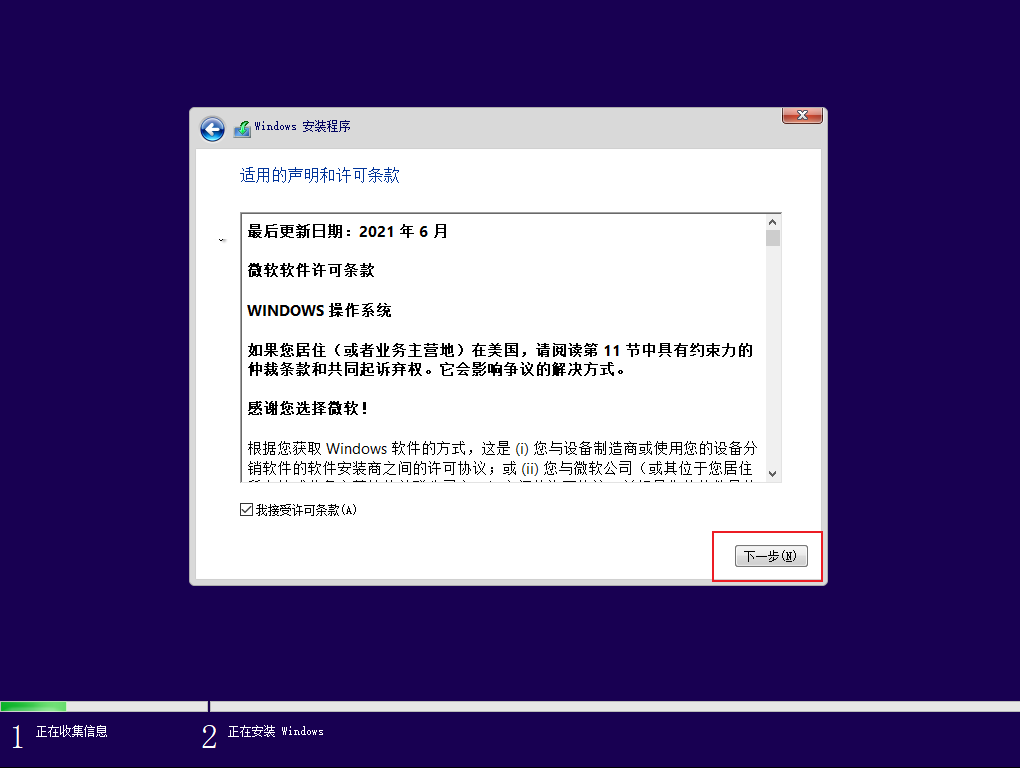 Windows 安装程序
适用的声明和许可条款
最后更新日期：2021 年 6 月
微软软件许可条款
WINDOWS 操作系统
如果您居住（或者业务主营地）在美国，请阅读第 11 节中具有约束力的
仲裁条款和共同起诉弃权。它会影响争议的解决方式。
感谢您选择微软！
根据您获取 Windows 软件的方式，这是 (i) 您与设备制造商或使用您的设备分
销软件的软件安装商之间的许可协议；或 (ii) 您与微软公司（或其位于您居住
我接受许可条款(A)
下一步(N)
1 正在收集信息
2 正在安装 Windows